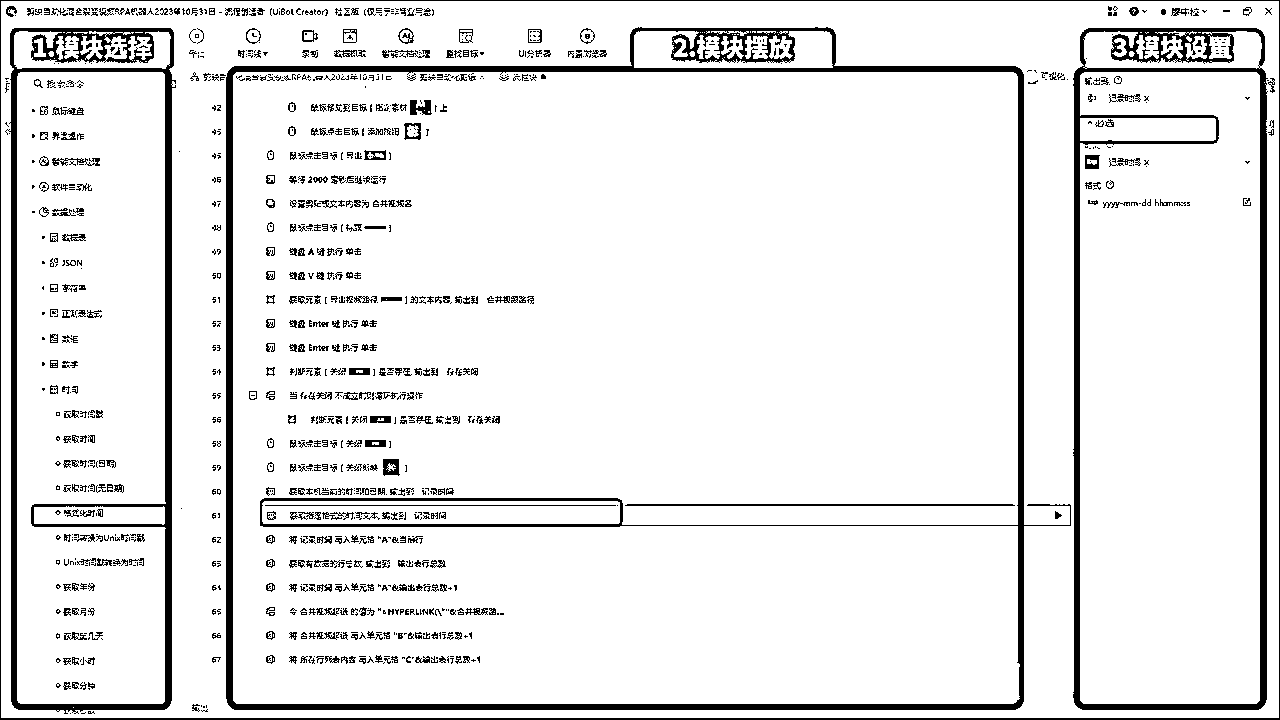 剪映自动化混合裂变视频RPA机器人2023年10月31日 - 流程创造者 (UiBot Creator) 社区版 (仅用于非商业用途)
1.模块选择
时间线
录制
数据抓取
智能文档处理
查找目标
UI分析器
内置浏览器
2.模块摆放
3.模块设置
搜索命令
鼠标键盘
界面操作
智能文档处理
软件自动化
数据处理
数据表
JSON
字符串
正则表达式
数组
数字
时间
获取时间戳
获取时间
获取时间(日期)
获取时间(无日期)
格式化时间
时间转换为Unix时间戳
Unix时间戳转换为时间
获取年份
获取月份
获取第几天
获取小时
获取分钟
剪映自动化剪辑
流程块
可视化
42 鼠标移动到目标 [ 指定素材 ] 上
鼠标点击目标 [ 添加按钮 ]
45 鼠标点击目标 [ 导出 ]
46 等待 2000 毫秒后继续运行
47 设置剪贴板文本内容为 合并视频名
48 鼠标点击目标 [ 标题 ]
49 键盘 A 键 执行 单击
50 键盘 V 键 执行 单击
51 获取元素 [ 导出视频路径 ] 的文本内容, 输出到 合并视频路径
52 键盘 Enter 键 执行 单击
53 键盘 Enter 键 执行 单击
54 判断元素 [ 关闭 ] 是否存在, 输出到 存在关闭
55 当 存在关闭 不成立时 则循环执行操作
56 判断元素 [ 关闭 ] 是否存在, 输出到 存在关闭
58 鼠标点击目标 [ 关闭 ]
59 鼠标点击目标 [ 关闭剪映 ]
60 获取本机当前的时间和日期, 输出到 记录时间
61 获取指定格式的时间文本, 输出到 记录时间
62 将 记录时间 写入单元格 "A"&当前行
63 获取有数据的行总数, 输出到 输出表行总数
64 将 记录时间 写入单元格 "A"&输出表行总数+1
65 令 合并视频超链 的值为 "=HYPERLINK(\""&合并视频路...
66 将 合并视频超链 写入单元格 "B"&输出表行总数+1
67 将 所在行列表内容 写入单元格 "C"&输出表行总数+1
输出
输出到
记录时间
必选
时间
记录时间
格式
yyyy-mm-dd hh:mm:ss